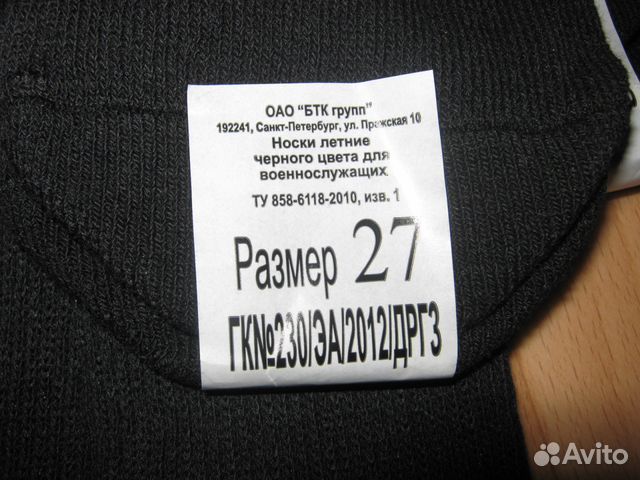 ОАО “БТК групп”
192241, Санкт-Петербург, ул. Пражская 10
Носки летние
черного цвета для
военнослужащих
ТУ 858-6118-2010, изв. 1
Размер 27
ГК№230/ЭА/2012/ДРГЗ
Avito